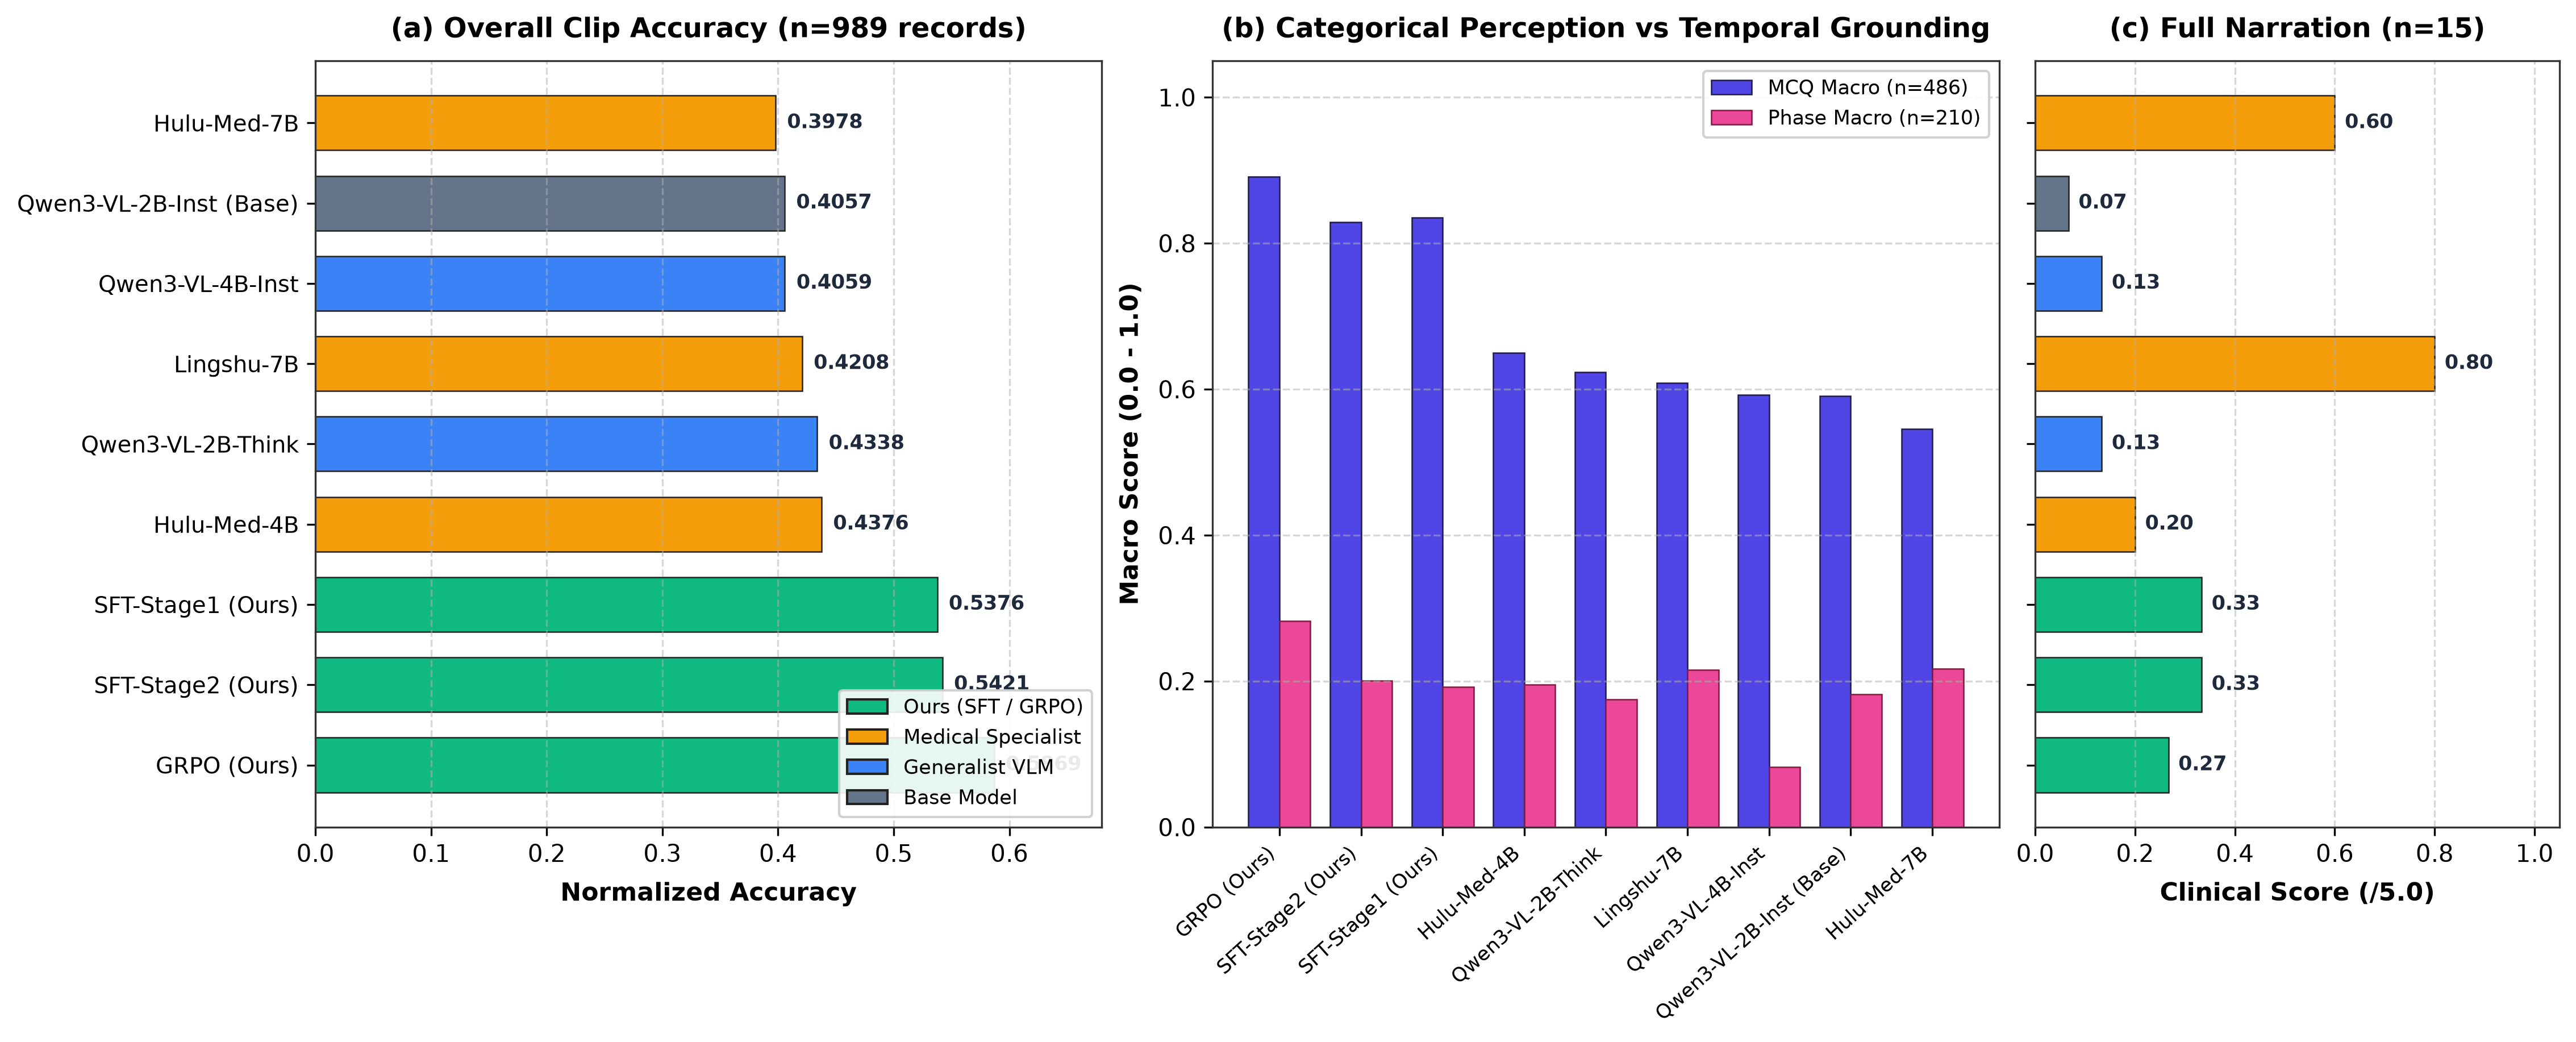 (a) Overall Clip Accuracy (n=989 records)
Hulu-Med-7B
0.3978
Qwen3-VL-2B-Inst (Base)
0.4057
Qwen3-VL-4B-Inst
0.4059
Lingshu-7B
0.4208
Qwen3-VL-2B-Think
0.4338
Hulu-Med-4B
0.4376
SFT-Stage1 (Ours)
0.5376
SFT-Stage2 (Ours)
0.5421
GRPO (Ours)
Ours (SFT / GRPO)
Medical Specialist
Generalist VLM
Base Model
0.0 0.1 0.2 0.3 0.4 0.5 0.6
Normalized Accuracy
(b) Categorical Perception vs Temporal Grounding
MCQ Macro (n=486)
Phase Macro (n=210)
Macro Score (0.0 - 1.0)
1.0
0.8
0.6
0.4
0.2
0.0
GRPO (Ours)
SFT-Stage2 (Ours)
SFT-Stage1 (Ours)
Hulu-Med-4B
Qwen3-VL-2B-Think
Lingshu-7B
Qwen3-VL-4B-Inst
Qwen3-VL-2B-Inst (Base)
Hulu-Med-7B
(c) Full Narration (n=15)
0.60
0.07
0.13
0.80
0.13
0.20
0.33
0.33
0.27
0.0 0.2 0.4 0.6 0.8 1.0
Clinical Score (/5.0)